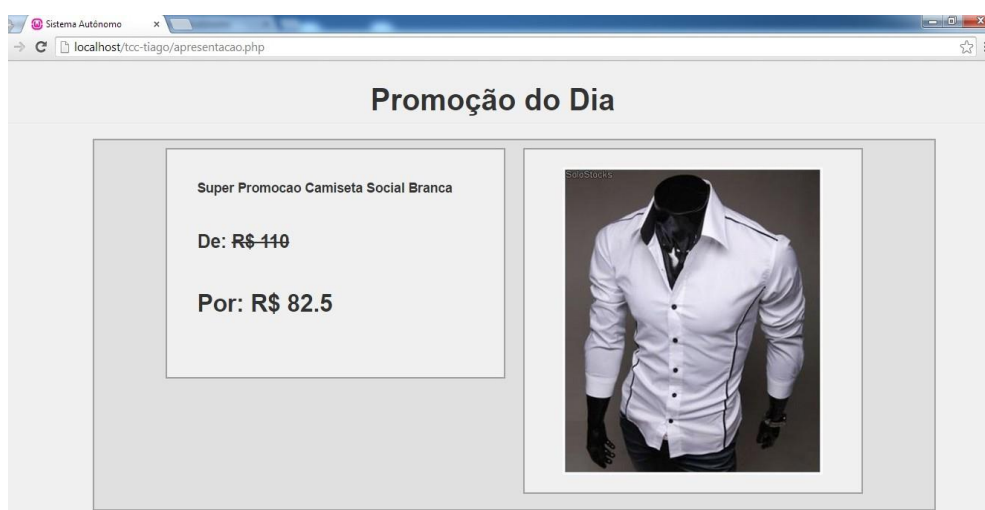 Sistema Autônomo
localhost/tcc-tiago/apresentacao.php
Promoção do Dia
Super Promocao Camiseta Social Branca
De: R$ 110
Por: R$ 82.5
SoloStocks